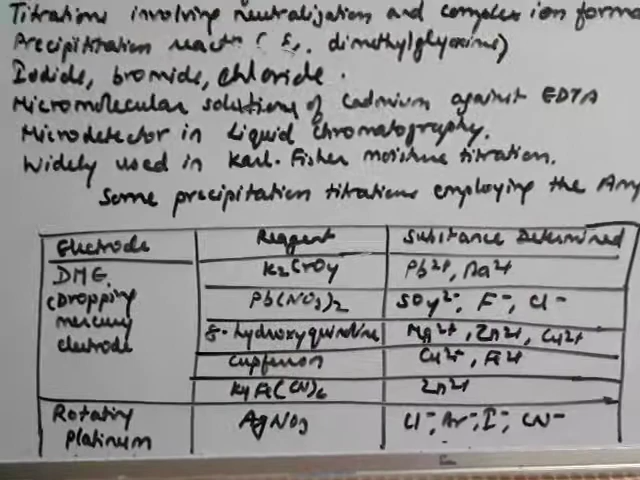 Titrations involving neutralization and complex ion forma
Precipitation reactn ( dimethylglyoxime)
Iodide, bromide, chloride.
Micromolecular solutions of cadmium against EDTA
Microdetector in liquid chromatography.
Widely used in Karl-Fisher moisture titration.
Some precipitation titrations employing the Am
Electrode Reagent Substance Determined
DME K2CrO4 Pb2+, Ba2+
(Dropping Pb(NO3)2 SO42-, F-, Cl-
mercury 8-hydroxyquinoline Mg2+, Zn2+, Cu2+
electrode Cupferron Cu2+, Fe2+
K4Fe(CN)6 Zn2+
Rotating AgNO3 Cl-, Br-, I-, CN-
Platinum